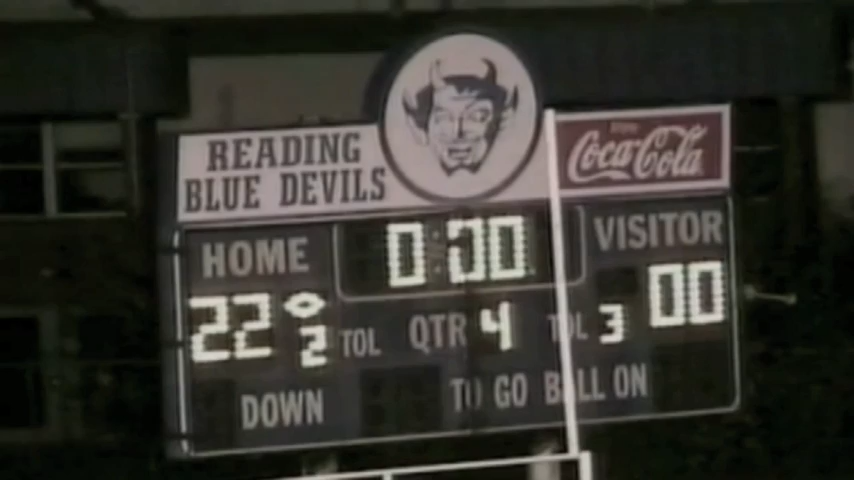 READING
BLUE DEVILS
Coca-Cola
HOME 0:00 VISITOR
22 2 TOL QTR 4 TOL 3 00
DOWN TO GO BALL ON